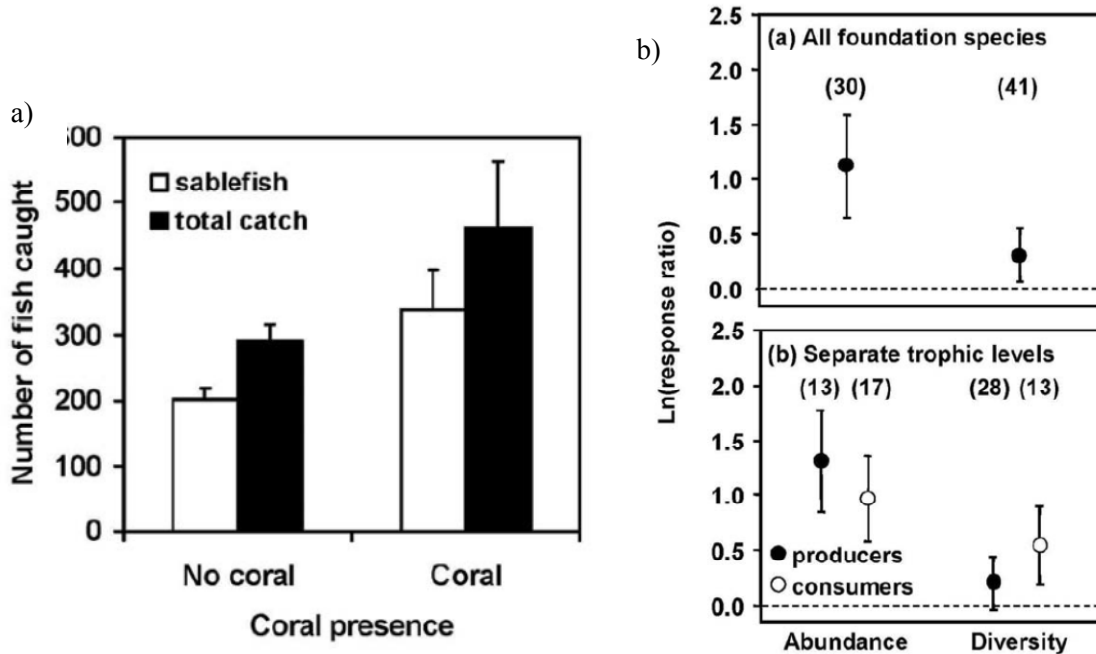 a)
500
400
300
200
100
0
Number of fish caught
sablefish
total catch
No coral
Coral
Coral presence
b)
(a) All foundation species
(30)
(41)
2.5
2.0
1.5
1.0
0.5
0.0
Ln(response ratio)
(b) Separate trophic levels
(13)
(17)
(28)
(13)
2.5
2.0
1.5
1.0
0.5
0.0
producers
consumers
Abundance
Diversity